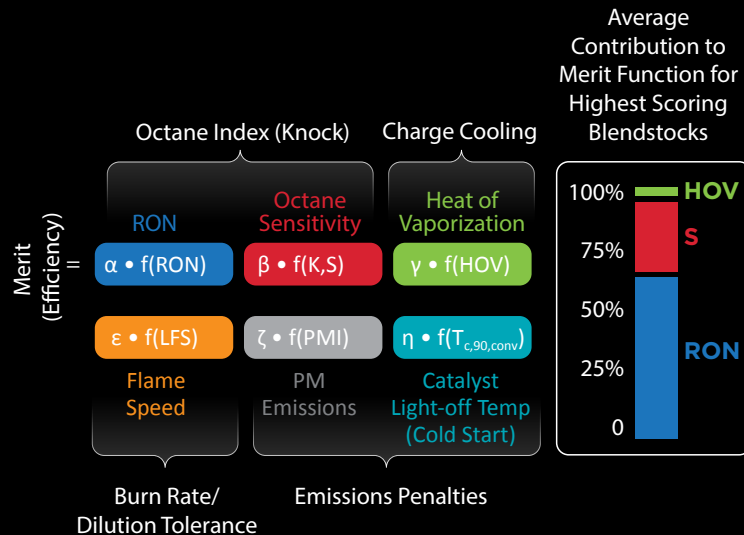 Average
Contribution to
Merit Function for
Highest Scoring
Blendstocks
Octane Index (Knock)
Charge Cooling
RON
Octane
Sensitivity
Heat of
Vaporization
Merit
(Efficiency)
=
α • f(RON)
β • f(K,S)
γ • f(HOV)
ε • f(LFS)
ζ • f(PMI)
η • f(T_c,90,conv)
Flame
Speed
PM
Emissions
Catalyst
Light-off Temp
(Cold Start)
Burn Rate/
Dilution Tolerance
Emissions Penalties
100%
75%
50%
25%
0
HOV
S
RON